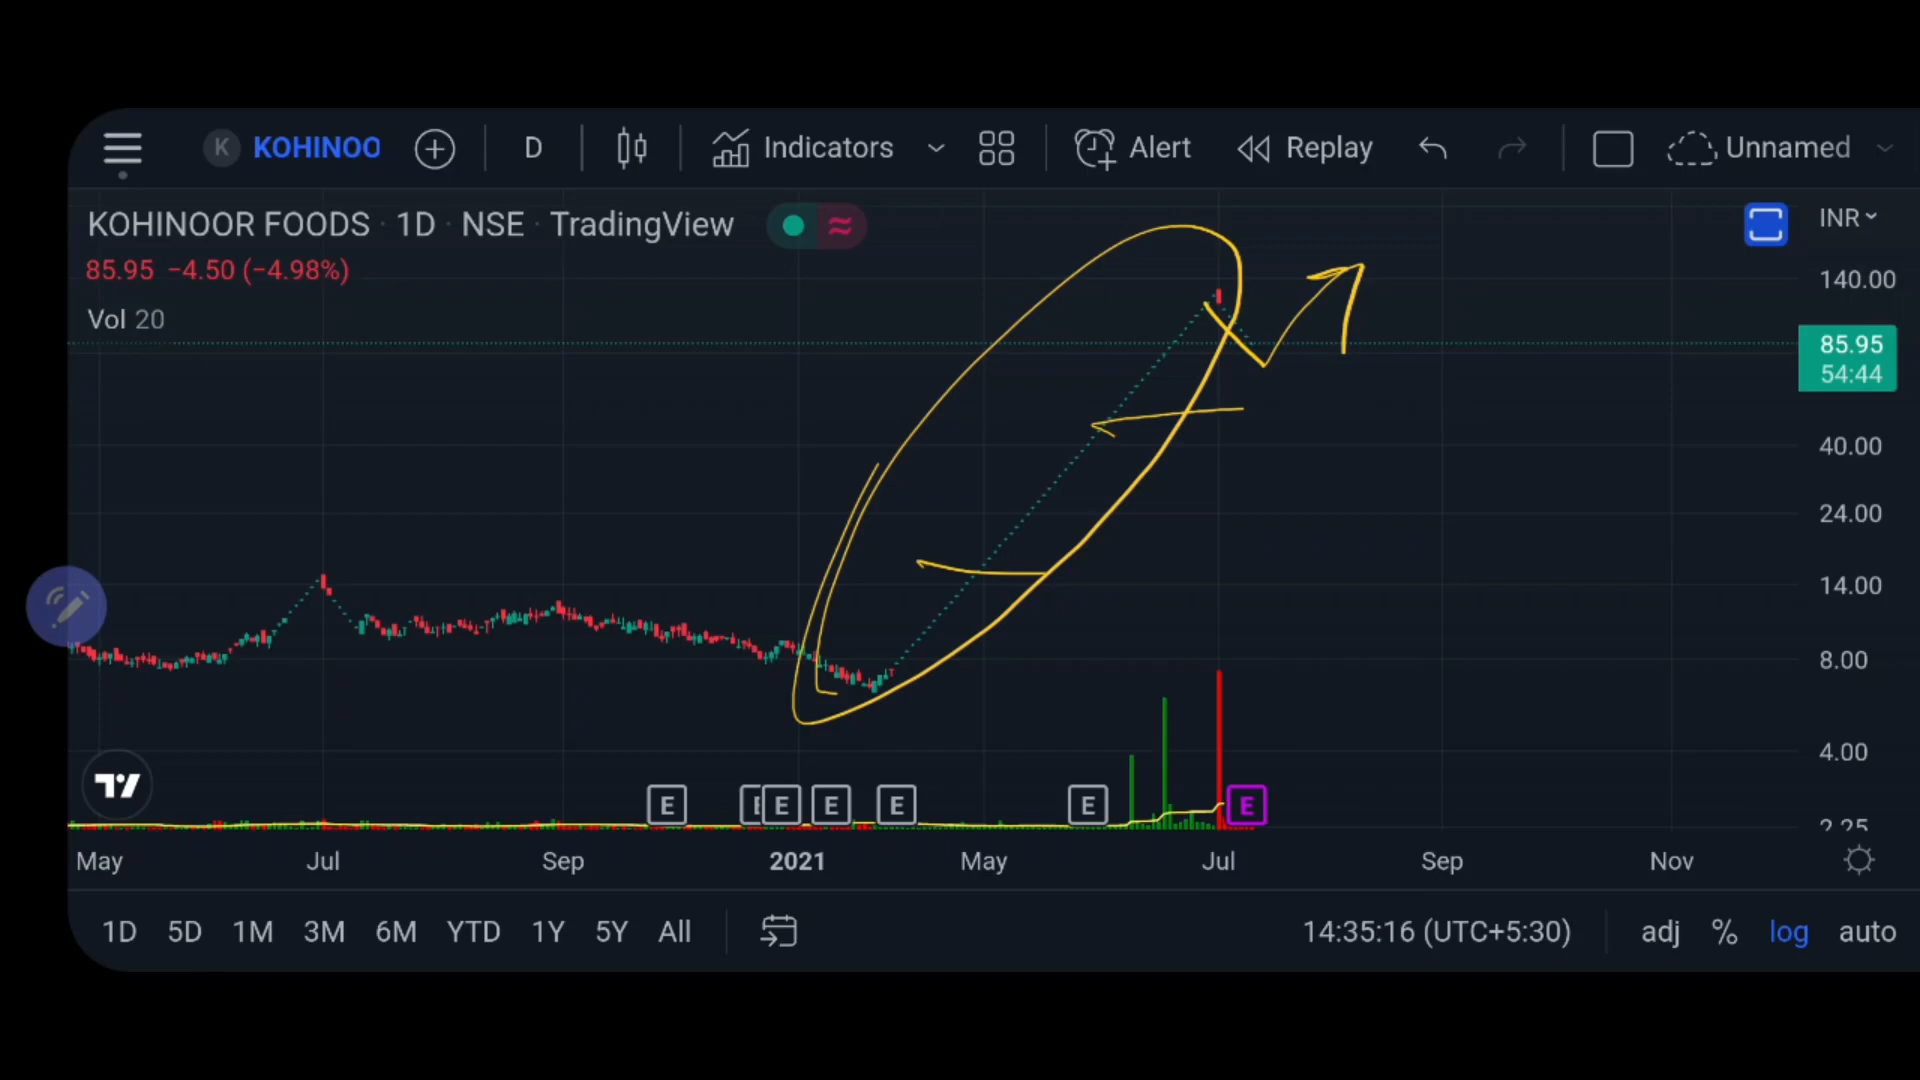 K KOHINOO D Indicators Alert Replay Unnamed
KOHINOOR FOODS · 1D · NSE · TradingView INR
85.95 −4.50 (−4.98%)
Vol 20
140.00
85.95
54:44
40.00
24.00
14.00
8.00
4.00
E E E E E E E
2.25
May Jul Sep 2021 May Jul Sep Nov
1D 5D 1M 3M 6M YTD 1Y 5Y All 14:35:16 (UTC+5:30) adj % log auto